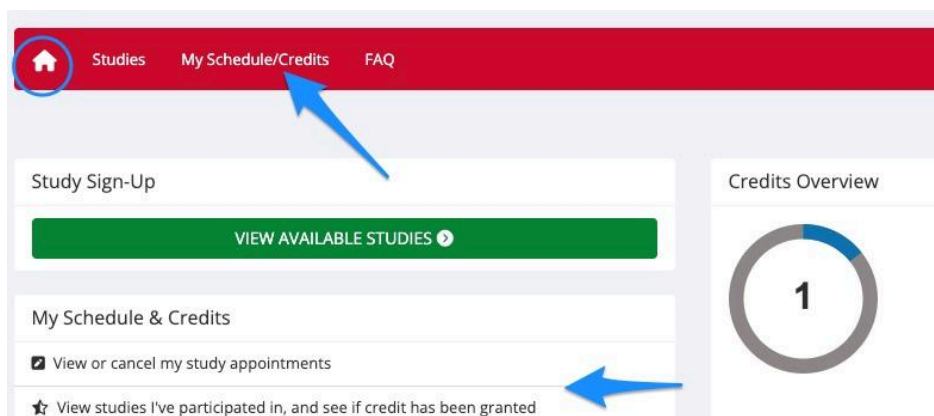 Studies My Schedule/Credits FAQ
Study Sign-Up
VIEW AVAILABLE STUDIES
My Schedule & Credits
View or cancel my study appointments
View studies I've participated in, and see if credit has been granted
Credits Overview
1